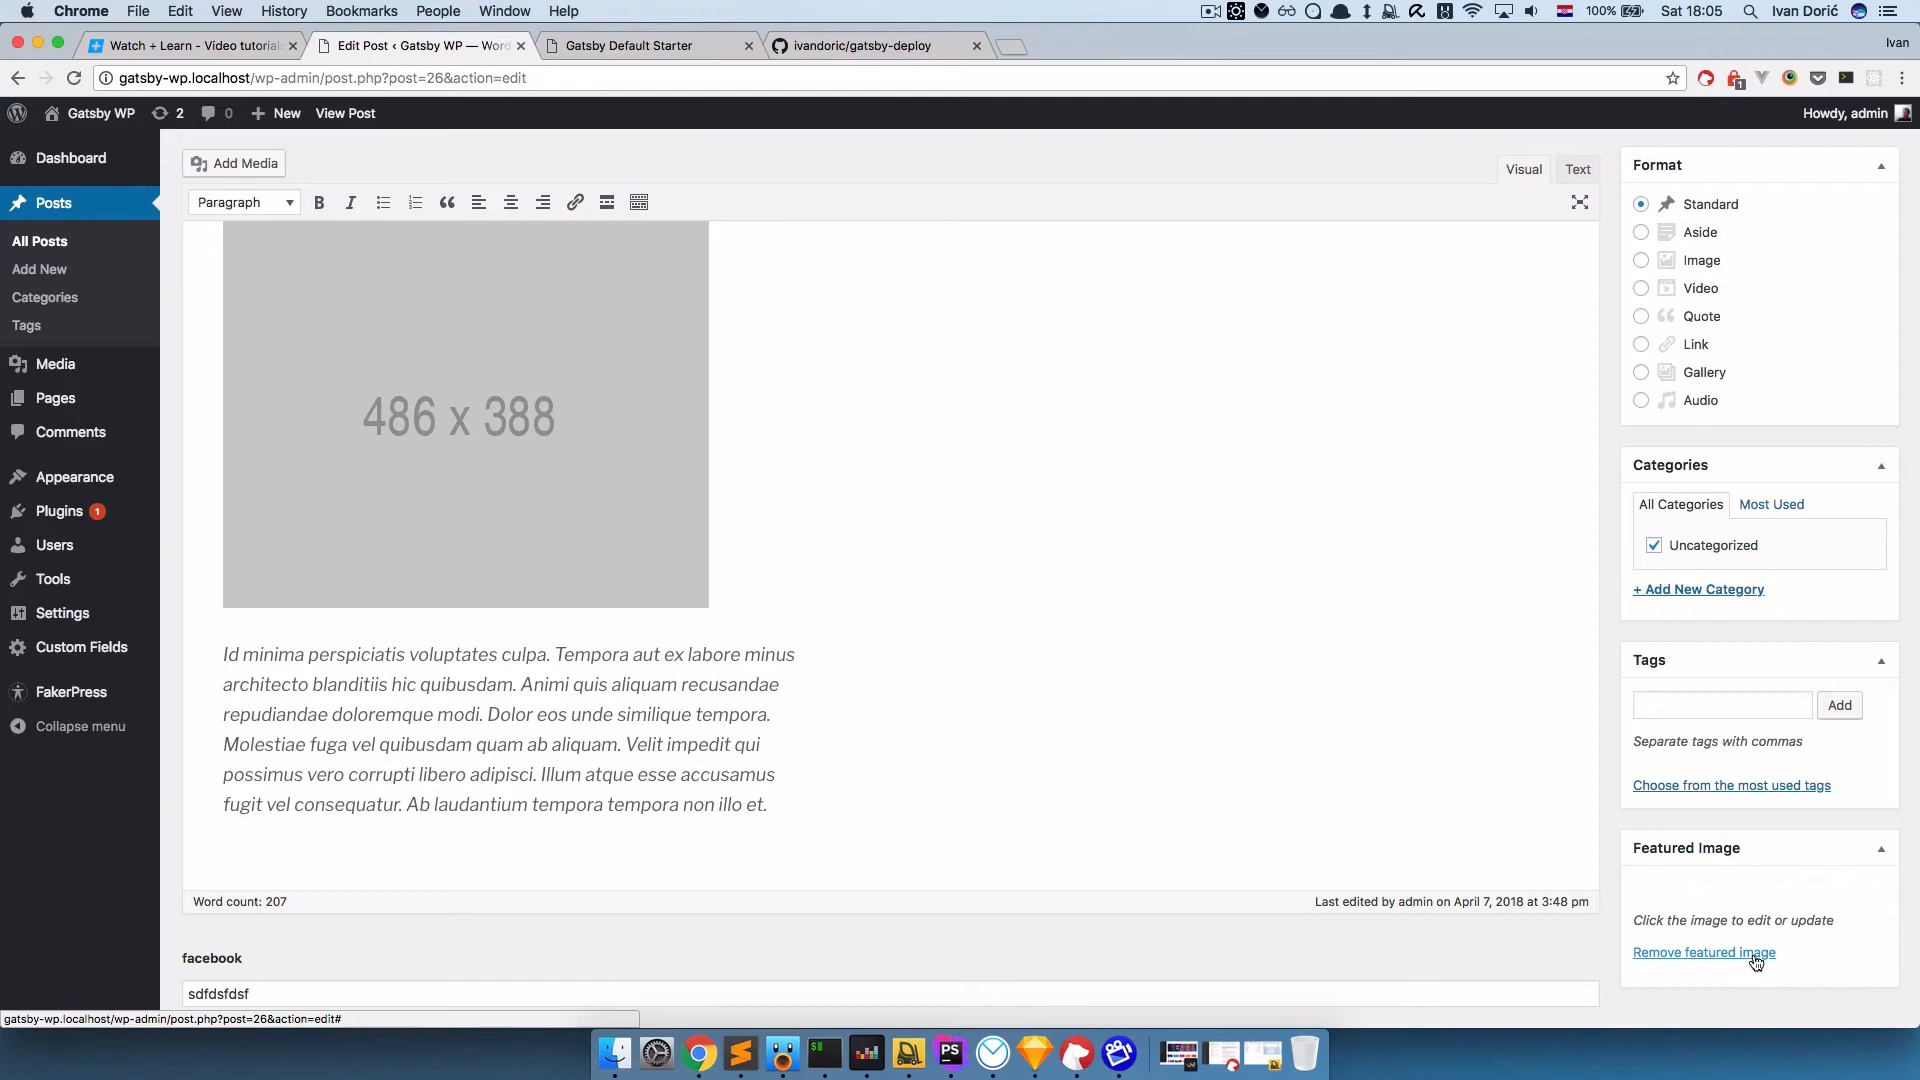 Chrome File Edit View History Bookmarks People Window Help
100% Sat 18:05 Ivan Dorić
Watch + Learn - Video tutorial
Edit Post ‹ Gatsby WP — Word
Gatsby Default Starter
ivandoric/gatsby-deploy
Ivan
gatsby-wp.localhost/wp-admin/post.php?post=26&action=edit
1
Gatsby WP 2 0 New View Post
Howdy, admin
Dashboard
Posts
All Posts
Add New
Categories
Tags
Media
Pages
Comments
Appearance
Plugins 1
Users
Tools
Settings
Custom Fields
FakerPress
Collapse menu
Add Media
Visual Text
Paragraph
486 x 388
Id minima perspiciatis voluptates culpa. Tempora aut ex labore minus
architecto blanditiis hic quibusdam. Animi quis aliquam recusandae
repudiandae doloremque modi. Dolor eos unde similique tempora.
Molestiae fuga vel quibusdam quam ab aliquam. Velit impedit qui
possimus vero corrupti libero adipisci. Illum atque esse accusamus
fugit vel consequatur. Ab laudantium tempora tempora non illo et.
Word count: 207
Last edited by admin on April 7, 2018 at 3:48 pm
facebook
sdfdsfdsf
Format
Standard
Aside
Image
Video
Quote
Link
Gallery
Audio
Categories
All Categories Most Used
Uncategorized
+ Add New Category
Tags
Add
Separate tags with commas
Choose from the most used tags
Featured Image
Click the image to edit or update
Remove featured image
gatsby-wp.localhost/wp-admin/post.php?post=26&action=edit#
PS